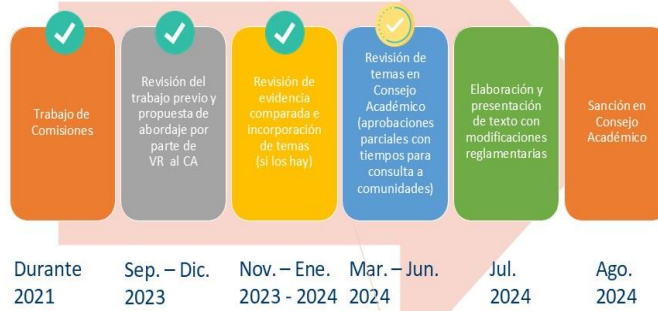 Trabajo de
Comisiones
Revisión del
trabajo previo y
propuesta de
abordaje por
parte de
VR al CA
Revisión de
evidencia
comparada e
incorporación
de temas
(si los hay)
Revisión de
temas en
Consejo
Académico
(aprobaciones
parciales con
tiempos para
consulta a
comunidades)
Elaboración y
presentación
de texto con
modificaciones
reglamentarias
Sanción en
Consejo
Académico
Durante
2021
Sep. – Dic.
2023
Nov. – Ene.
2023 - 2024
Mar. – Jun.
2024
Jul.
2024
Ago.
2024